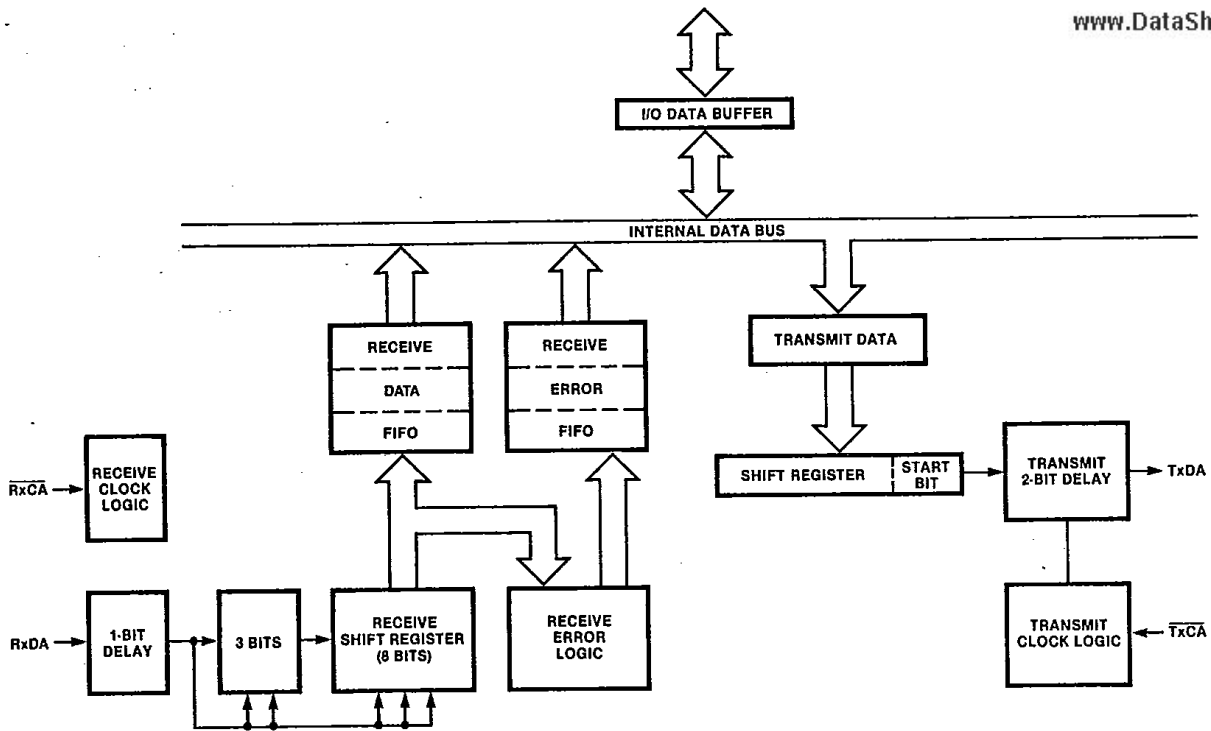 www.DataSh
I/O DATA BUFFER
INTERNAL DATA BUS
RECEIVE
DATA
FIFO
RECEIVE
ERROR
FIFO
TRANSMIT DATA
RxCA
RECEIVE
CLOCK
LOGIC
SHIFT REGISTER
START
BIT
TRANSMIT
2-BIT DELAY
TxDA
RxDA
1-BIT
DELAY
3 BITS
RECEIVE
SHIFT REGISTER
(8 BITS)
RECEIVE
ERROR
LOGIC
TRANSMIT
CLOCK LOGIC
TxCA